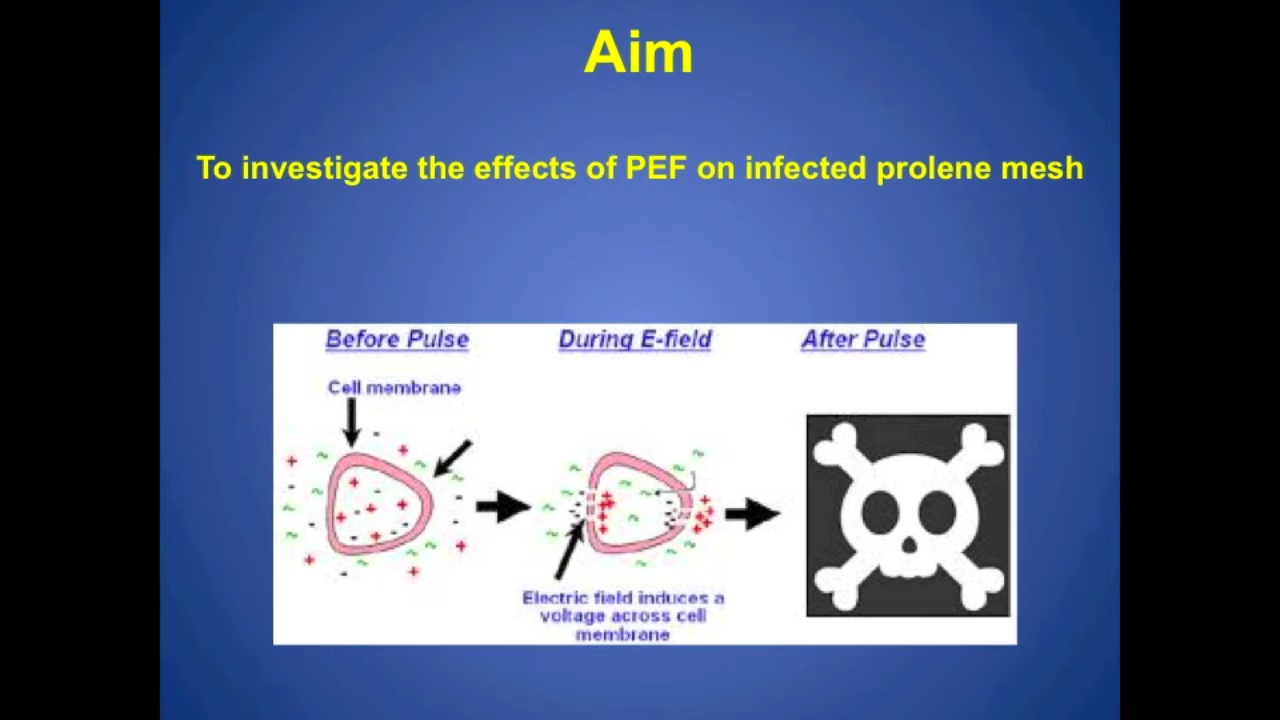 Aim
To investigate the effects of PEF on infected prolene mesh
Before Pulse
During E-field
After Pulse
Cell membrane
Electric field induces a
voltage across cell
membrane